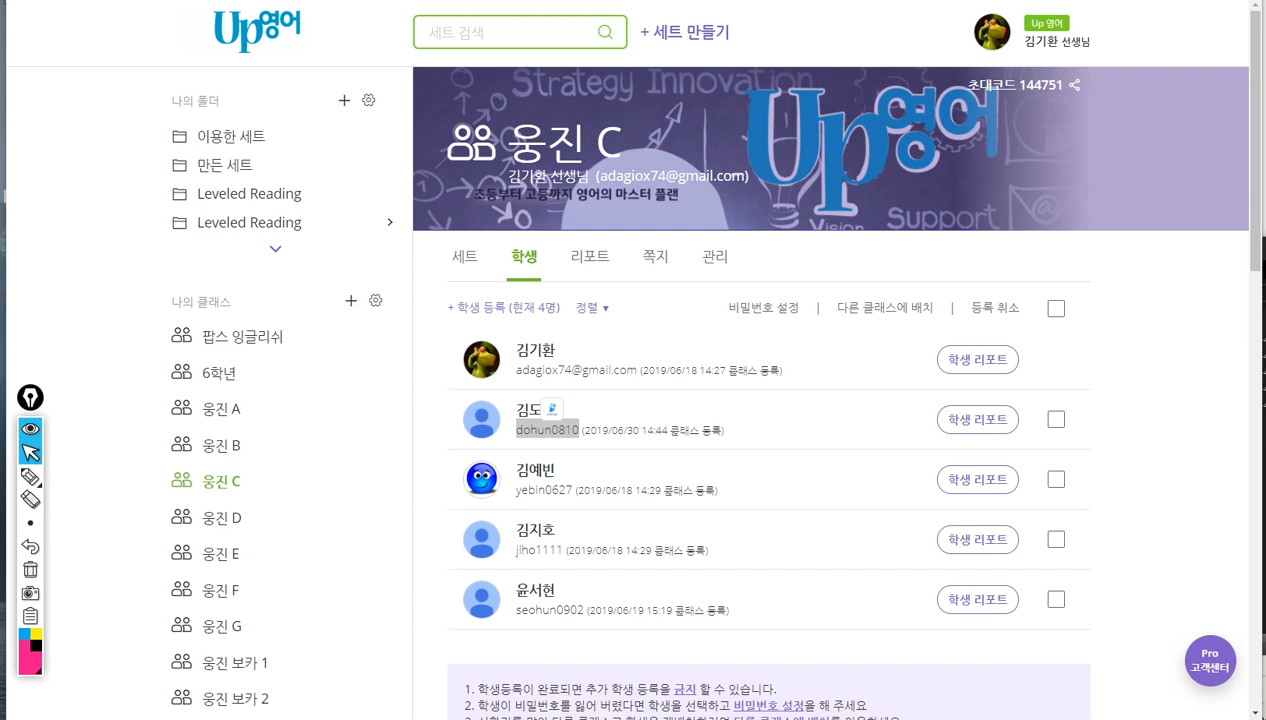 Up영어
세트 검색
+ 세트 만들기
Up 영어
김기환 선생님
나의 폴더
이용한 세트
만든 세트
Leveled Reading
Leveled Reading
나의 클래스
팝스 잉글리쉬
6학년
웅진 A
웅진 B
웅진 C
웅진 D
웅진 E
웅진 F
웅진 G
웅진 보카 1
웅진 보카 2
Strategy Innovation
초대코드 144751
Up영어
웅진 C
김기환 선생님 (adagiox74@gmail.com)
초등부터 고등까지 영어의 마스터 플랜
Vision
Support
세트 학생 리포트 쪽지 관리
+ 학생 등록 (현재 4명) 정렬 ▼ 비밀번호 설정 | 다른 클래스에 배치 | 등록 취소
김기환
adagiox74@gmail.com (2019/06/18 14:27 클래스 등록)
학생 리포트
김도
dohun0810 (2019/06/30 14:44 클래스 등록)
학생 리포트
김예빈
yebin0627 (2019/06/18 14:29 클래스 등록)
학생 리포트
김지호
jiho1111 (2019/06/18 14:29 클래스 등록)
학생 리포트
윤서현
seohun0902 (2019/06/19 15:19 클래스 등록)
학생 리포트
1. 학생등록이 완료되면 추가 학생 등록을 금지 할 수 있습니다.
2. 학생이 비밀번호를 잃어 버렸다면 학생을 선택하고 비밀번호 설정을 해 주세요
Pro
고객센터